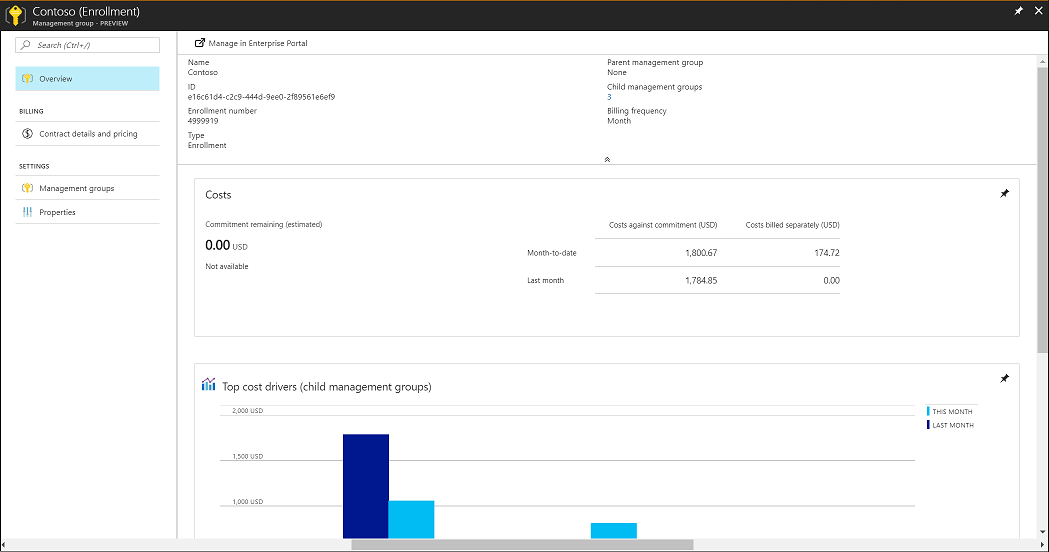 Contoso (Enrollment)
Management group - PREVIEW
Search (Ctrl+/)
Overview
BILLING
Contract details and pricing
SETTINGS
Management groups
Properties
Manage in Enterprise Portal
Name
Contoso
ID
e16c61d4-c2c9-444d-9ee0-2f89561e6ef9
Enrollment number
4999919
Type
Enrollment
Parent management group
None
Child management groups
3
Billing frequency
Month
Costs
Commitment remaining (estimated)
0.00 USD
Not available
Costs against commitment (USD) Costs billed separately (USD)
Month-to-date 1,800.67 174.72
Last month 1,784.85 0.00
Top cost drivers (child management groups)
2,000 USD
1,500 USD
1,000 USD
THIS MONTH
LAST MONTH